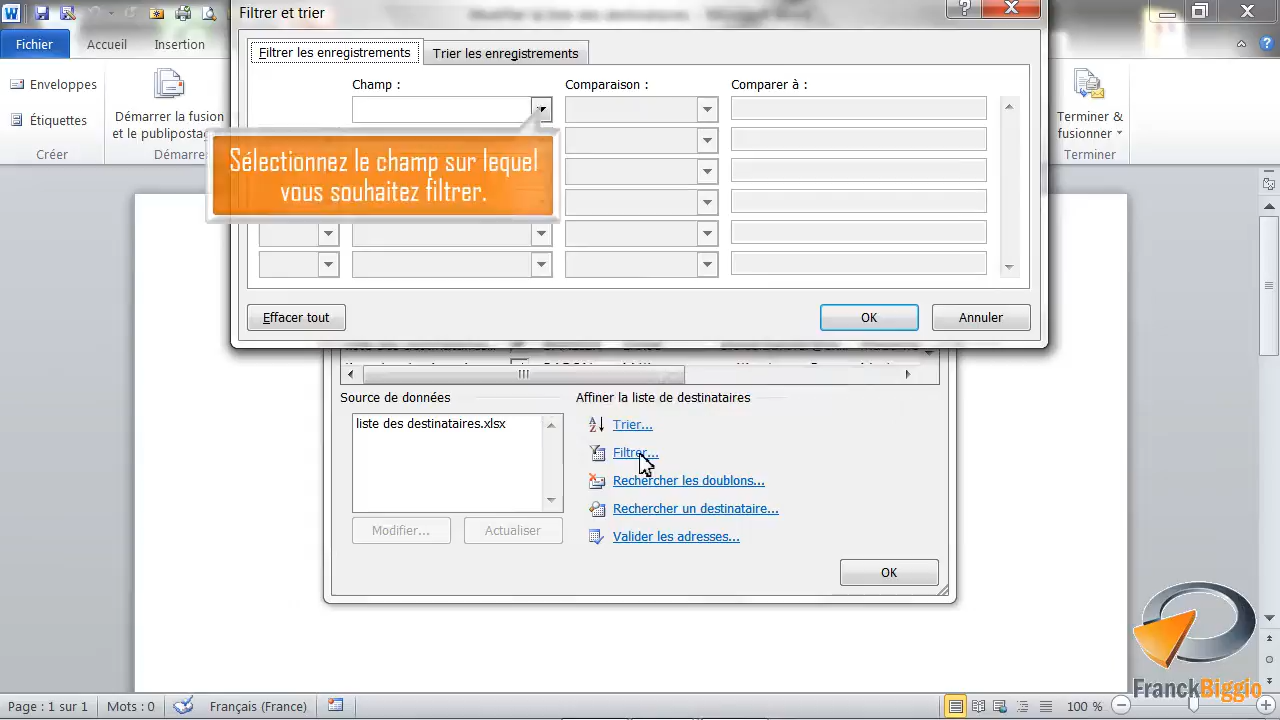 Filtrer et trier
Fichier
Accueil
Insertion
Filtrer les enregistrements
Trier les enregistrements
Enveloppes
Étiquettes
Créer
Démarrer la fusion
et le publipostag
Démarre
Champ :
Comparaison :
Comparer à :
Terminer &
fusionner
Terminer
Sélectionnez le champ sur lequel
vous souhaitez filtrer.
Effacer tout
OK
Annuler
Source de données
Affiner la liste de destinataires
liste des destinataires.xlsx
Trier...
Filtrer...
Rechercher les doublons...
Rechercher un destinataire...
Valider les adresses...
Modifier...
Actualiser
OK
FranckBiggio
Page : 1 sur 1
Mots : 0
Français (France)
100 %